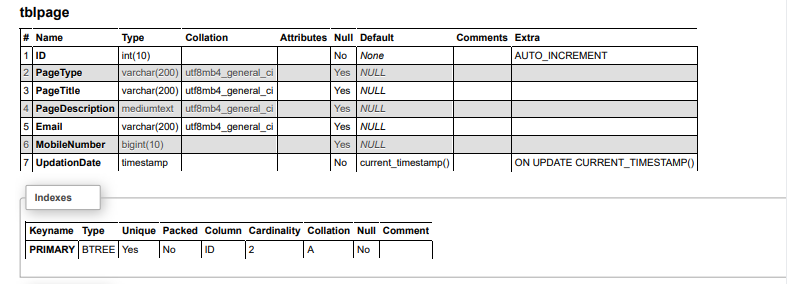 tblpage
# Name Type Collation Attributes Null Default Comments Extra
1 ID int(10) No None AUTO_INCREMENT
2 PageType varchar(200) utf8mb4_general_ci Yes NULL
3 PageTitle varchar(200) utf8mb4_general_ci Yes NULL
4 PageDescription mediumtext utf8mb4_general_ci Yes NULL
5 Email varchar(200) utf8mb4_general_ci Yes NULL
6 MobileNumber bigint(10) Yes NULL
7 UpdationDate timestamp No current_timestamp() ON UPDATE CURRENT_TIMESTAMP()
Indexes
Keyname Type Unique Packed Column Cardinality Collation Null Comment
PRIMARY BTREE Yes No ID 2 A No